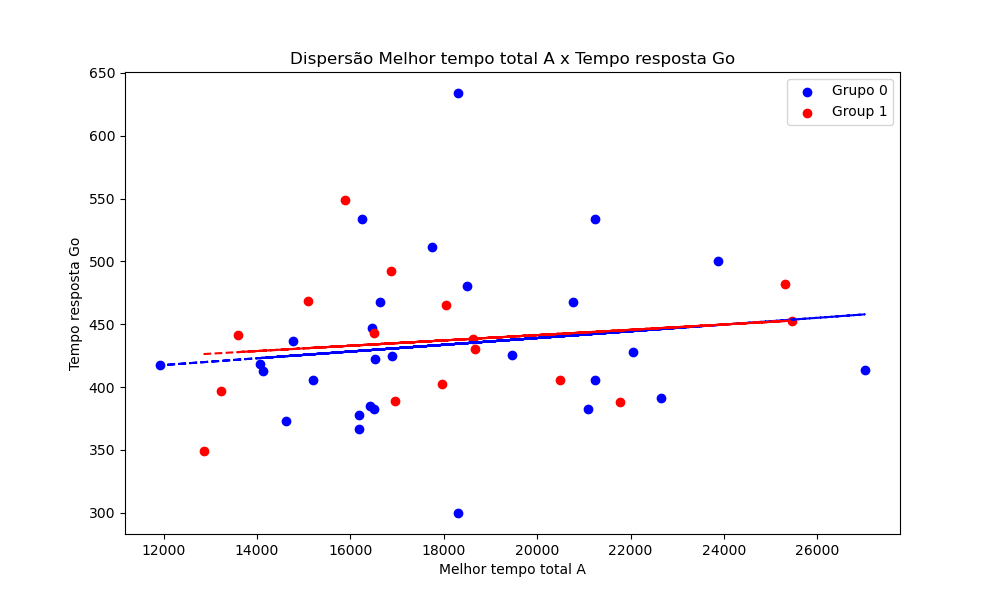 Dispersão Melhor tempo total A x Tempo resposta Go
Grupo 0
Group 1
650
600
550
500
450
400
350
300
Tempo resposta Go
12000 14000 16000 18000 20000 22000 24000 26000
Melhor tempo total A